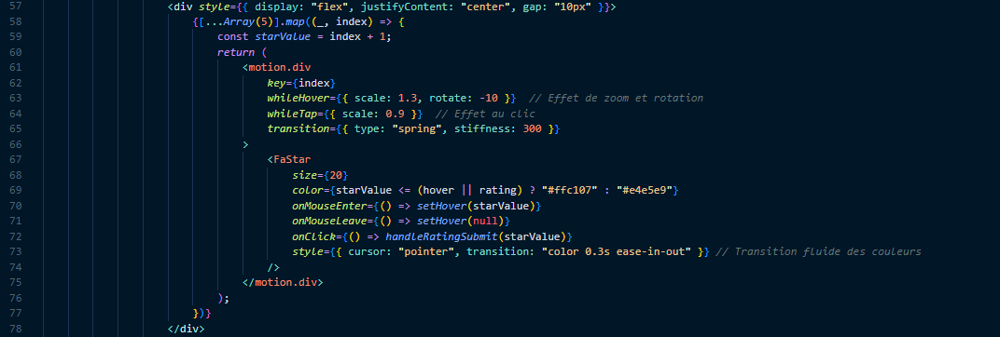 57 <div style={{ display: "flex", justifyContent: "center", gap: "10px" }}>
58 {[...Array(5)].map((_, index) => {
59 const starValue = index + 1;
60 return (
61 <motion.div
62 key={index}
63 whileHover={{ scale: 1.3, rotate: -10 }} // Effet de zoom et rotation
64 whileTap={{ scale: 0.9 }} // Effet au clic
65 transition={{ type: "spring", stiffness: 300 }}
66 >
67 <FaStar
68 size={20}
69 color={starValue <= (hover || rating) ? "#ffc107" : "#e4e5e9"}
70 onMouseEnter={() => setHover(starValue)}
71 onMouseLeave={() => setHover(null)}
72 onClick={() => handleRatingSubmit(starValue)}
73 style={{ cursor: "pointer", transition: "color 0.3s ease-in-out" }} // Transition fluide des couleurs
74 />
75 </motion.div>
76 );
77 })}
78 </div>